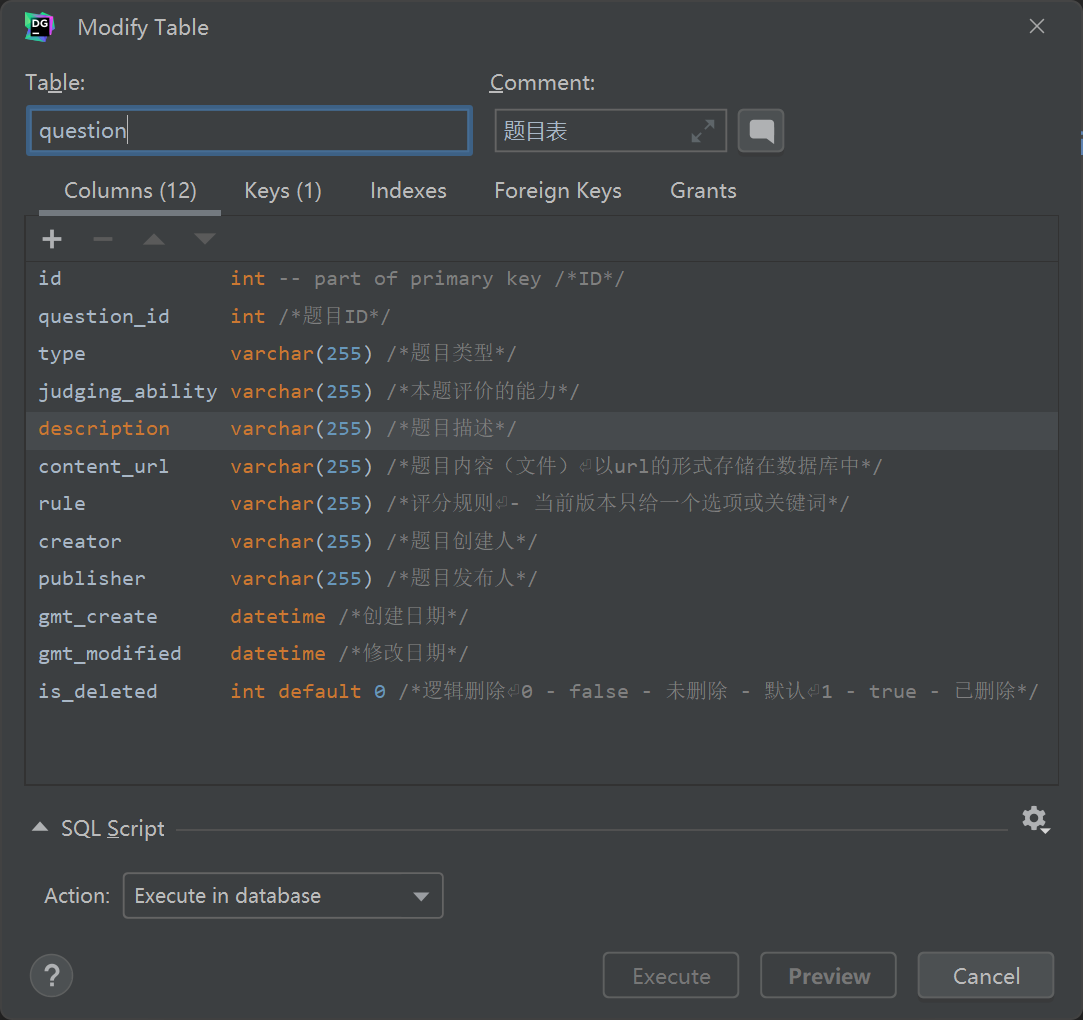 DG
Modify Table
Table: Comment:
question 题目表
Columns (12) Keys (1) Indexes Foreign Keys Grants
id int -- part of primary key /*ID*/
question_id int /*题目ID*/
type varchar(255) /*题目类型*/
judging_ability varchar(255) /*本题评价的能力*/
description varchar(255) /*题目描述*/
content_url varchar(255) /*题目内容（文件）⏎以url的形式存储在数据库中*/
rule varchar(255) /*评分规则⏎- 当前版本只给一个选项或关键词*/
creator varchar(255) /*题目创建人*/
publisher varchar(255) /*题目发布人*/
gmt_create datetime /*创建日期*/
gmt_modified datetime /*修改日期*/
is_deleted int default 0 /*逻辑删除⏎0 - false - 未删除 - 默认⏎1 - true - 已删除*/
SQL Script
Action: Execute in database
? Execute Preview Cancel